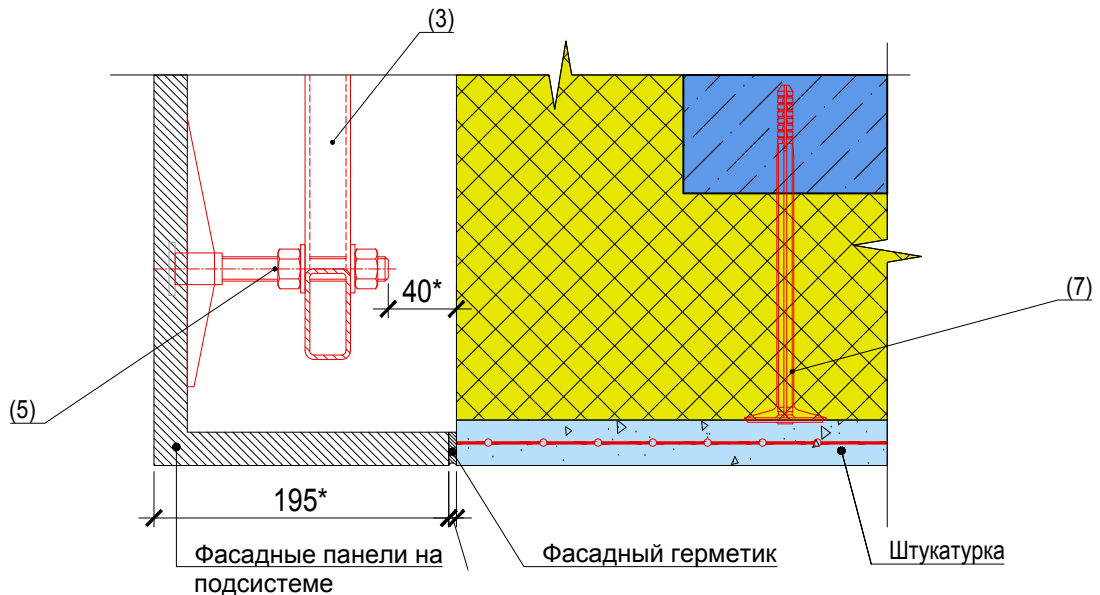 (3)
40*
(7)
(5)
195*
Фасадные панели на
подсистеме
Фасадный герметик
Штукатурка